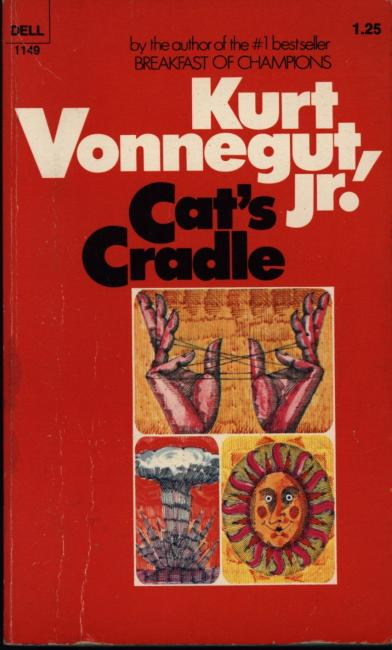 DELL
1149
1.25
by the author of the #1 bestseller
BREAKFAST OF CHAMPIONS
Kurt
Vonnegut,
jr.
Cat's
Cradle